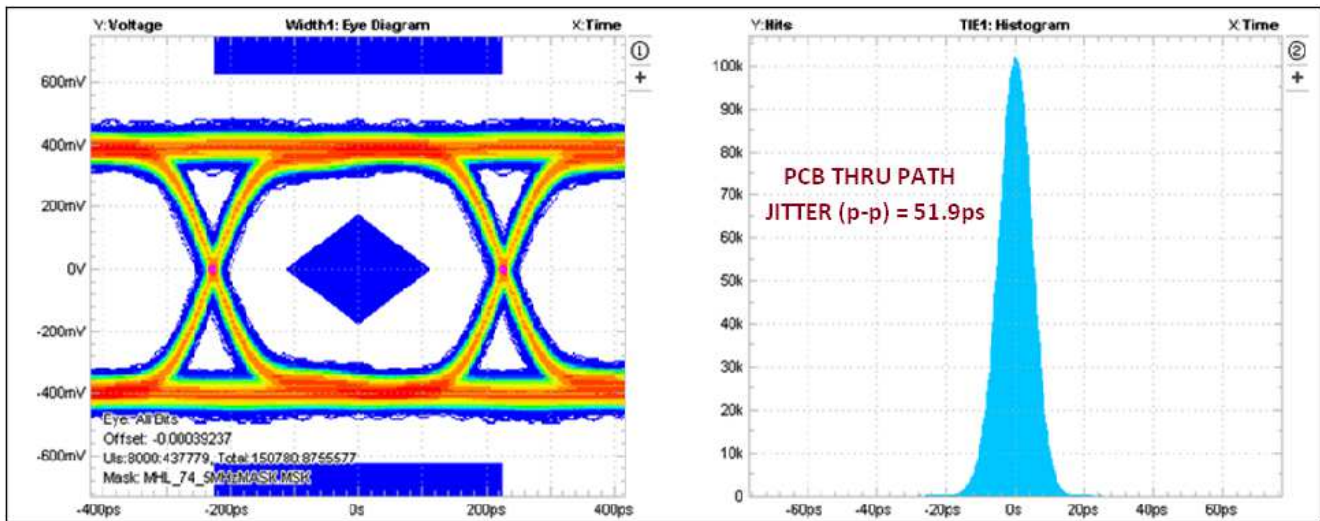 Y:Voltage Width1: Eye Diagram X:Time
1
+
600mV
400mV
200mV
0V
-200mV
-400mV
-600mV
Eye: All Bits
Offset: -0.00039237
UIs:8000:437779, Total:150780:8755577
Mask: MHL_74_5MHzMASK.MSK
-400ps -200ps 0s 200ps 400ps
Y:Hits TIE1: Histogram X:Time
2
+
100k
90k
80k
70k
60k
50k
40k
30k
20k
10k
0
PCB THRU PATH
JITTER (p-p) = 51.9ps
-60ps -40ps -20ps 0s 20ps 40ps 60ps